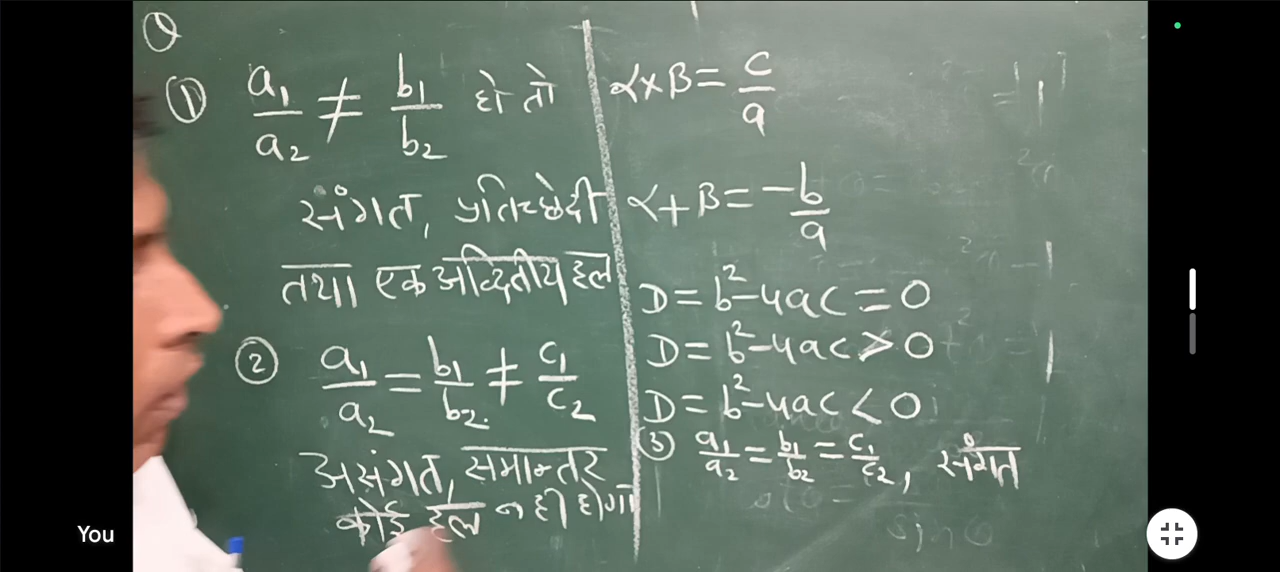 Q
① a₁/a₂ ≠ b₁/b₂ हो तो
संगत, प्रतिच्छेदी
तथा एक अद्वितीय हल
② a₁/a₂ = b₁/b₂ ≠ c₁/c₂
असंगत, समान्तर
कोई हल नही होगा
α×β = c/a
α+β = -b/a
D = b²-4ac = 0
D = b²-4ac > 0
D = b²-4ac < 0
③ a₁/a₂ = b₁/b₂ = c₁/c₂, संगत
You